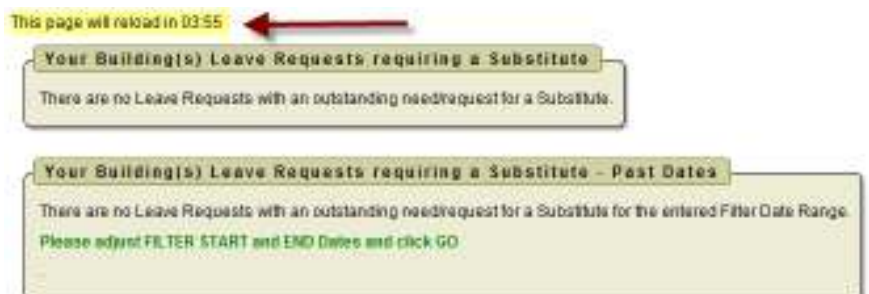 This page will reload in 03:55
Your Building(s) Leave Requests requiring a Substitute
There are no Leave Requests with an outstanding need/request for a Substitute.
Your Building(s) Leave Requests requiring a Substitute - Past Dates
There are no Leave Requests with an outstanding need/request for a Substitute for the entered Filter Date Range.
Please adjust FILTER START and END Dates and click GO